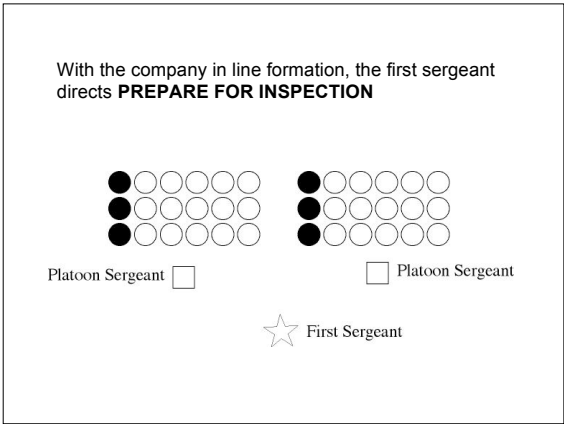 With the company in line formation, the first sergeant
directs PREPARE FOR INSPECTION
Platoon Sergeant
Platoon Sergeant
First Sergeant